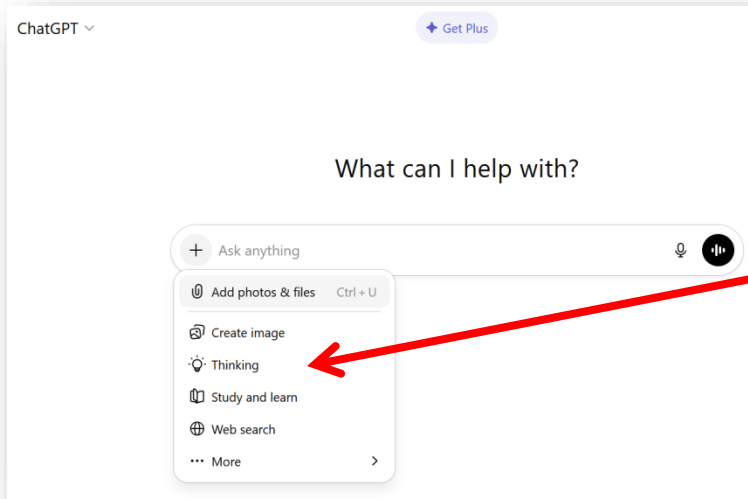 ChatGPT
Get Plus
What can I help with?
Ask anything
Add photos & files Ctrl + U
Create image
Thinking
Study and learn
Web search
More